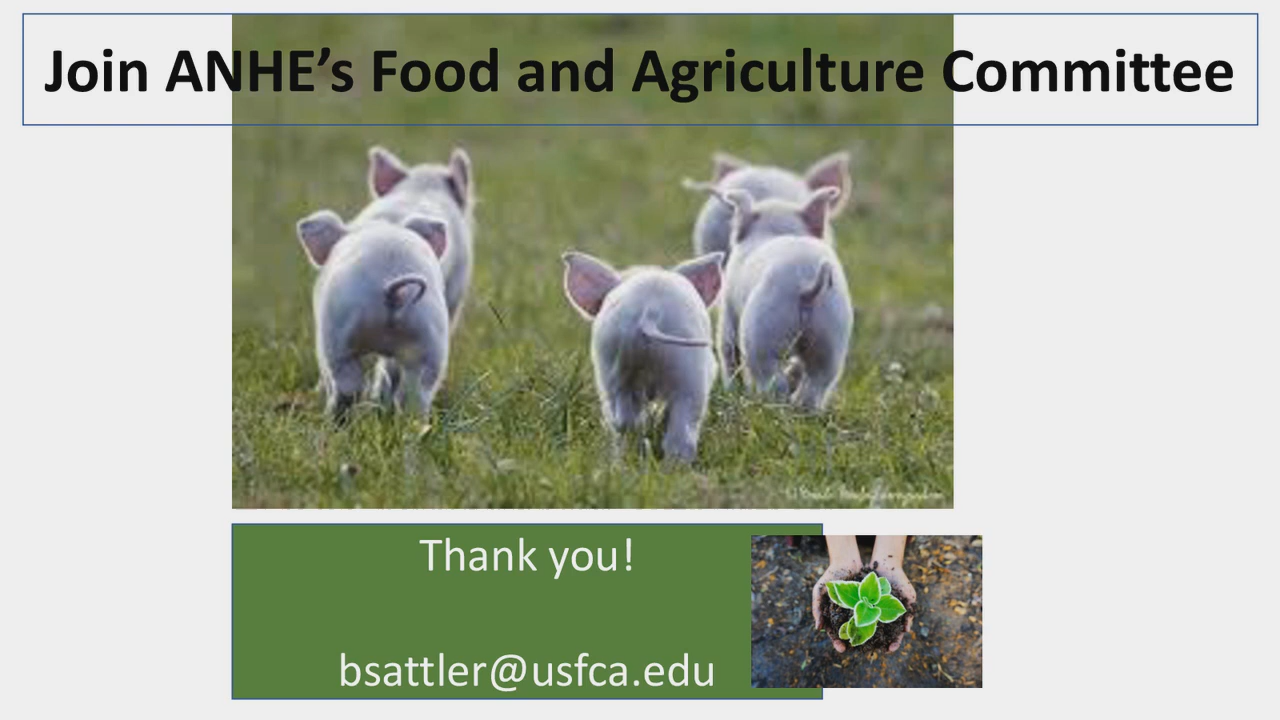 Join ANHE’s Food and Agriculture Committee
Thank you!
bsattler@usfca.edu